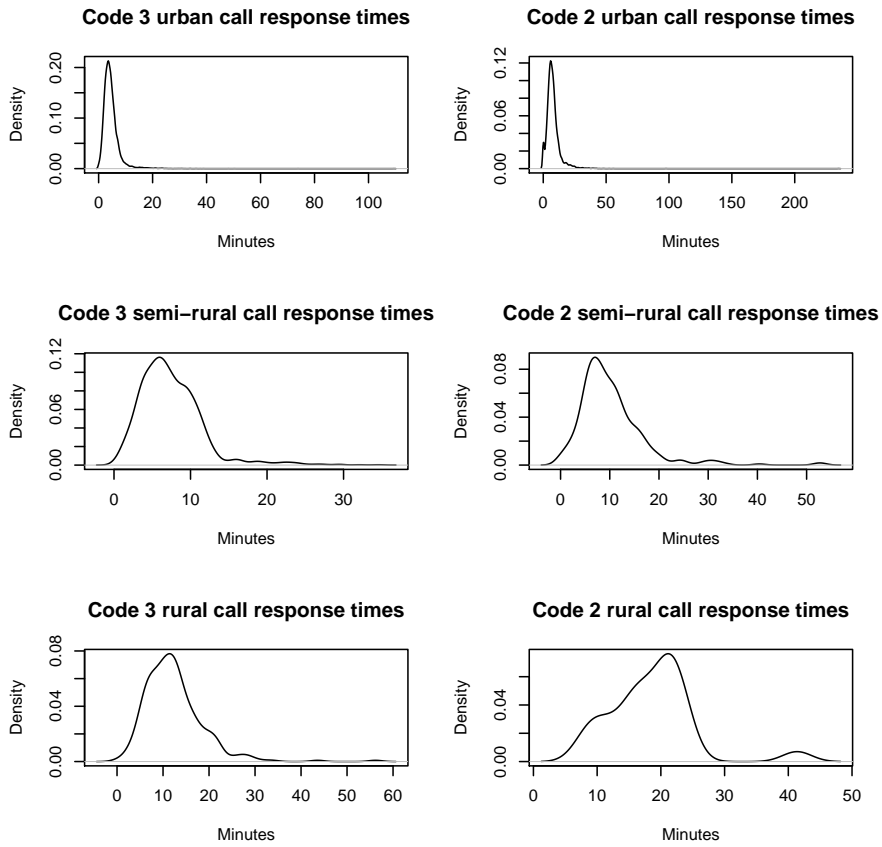 Code 3 urban call response times
Density
0.00
0.10
0.20
0 20 40 60 80 100
Minutes
Code 2 urban call response times
Density
0.00
0.06
0.12
0 50 100 150 200
Minutes
Code 3 semi−rural call response times
Density
0.00
0.06
0.12
0 10 20 30
Minutes
Code 2 semi−rural call response times
Density
0.00
0.04
0.08
0 10 20 30 40 50
Minutes
Code 3 rural call response times
Density
0.00
0.04
0.08
0 10 20 30 40 50 60
Minutes
Code 2 rural call response times
Density
0.00
0.04
0 10 20 30 40 50
Minutes